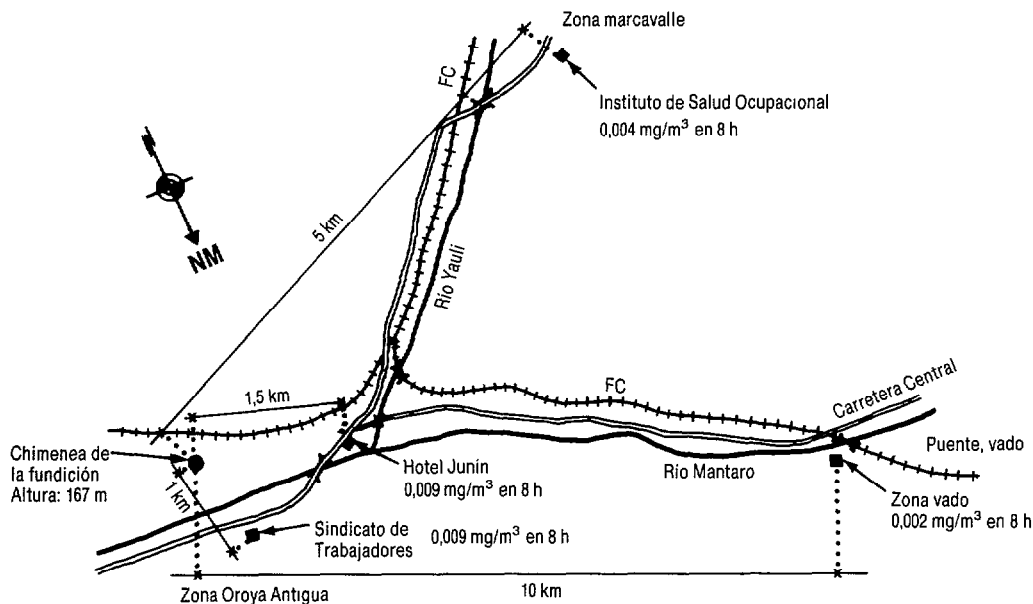 Zona marcavalle
FC
Instituto de Salud Ocupacional
0,004 mg/m³ en 8 h
5 km
NM
Río Yauli
1,5 km
FC
Carretera Central
Chimenea de
la fundición
Altura: 167 m
1 km
Hotel Junín
0,009 mg/m³ en 8 h
Río Mantaro
Puente, vado
Zona vado
0,002 mg/m³ en 8 h
Sindicato de
Trabajadores
0,009 mg/m³ en 8 h
Zona Oroya Antigua
10 km